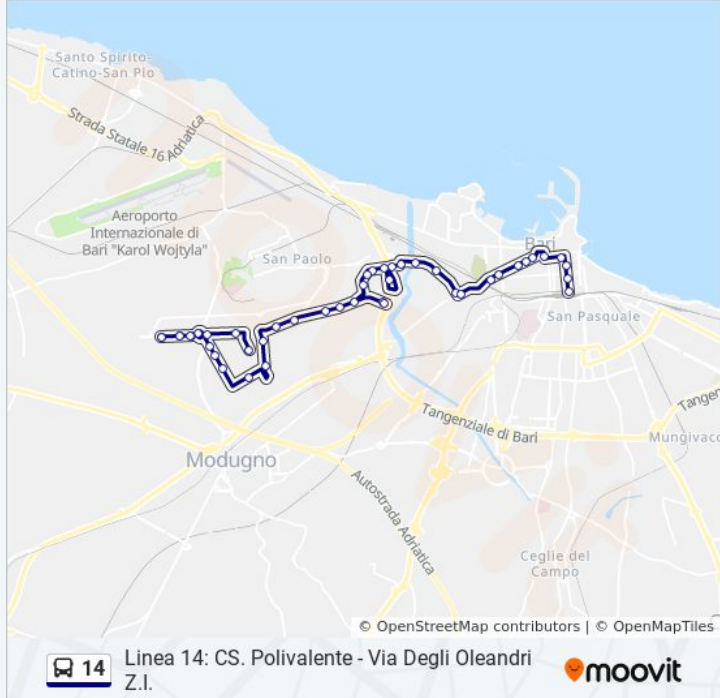 Santo Spirito-
Catino-San Pio
Strada Statale 16 Adriatica
Aeroporto
Internazionale di
Bari "Karol Wojtyla"
San Paolo
Bari
San Pasquale
Tangenziale di Bari
Tangen
Mungivacc
Modugno
Autostrada Adriatica
Ceglie del
Campo
© OpenStreetMap contributors | © OpenMapTiles
14
Linea 14: CS. Polivalente - Via Degli Oleandri
Z.I.
moovit